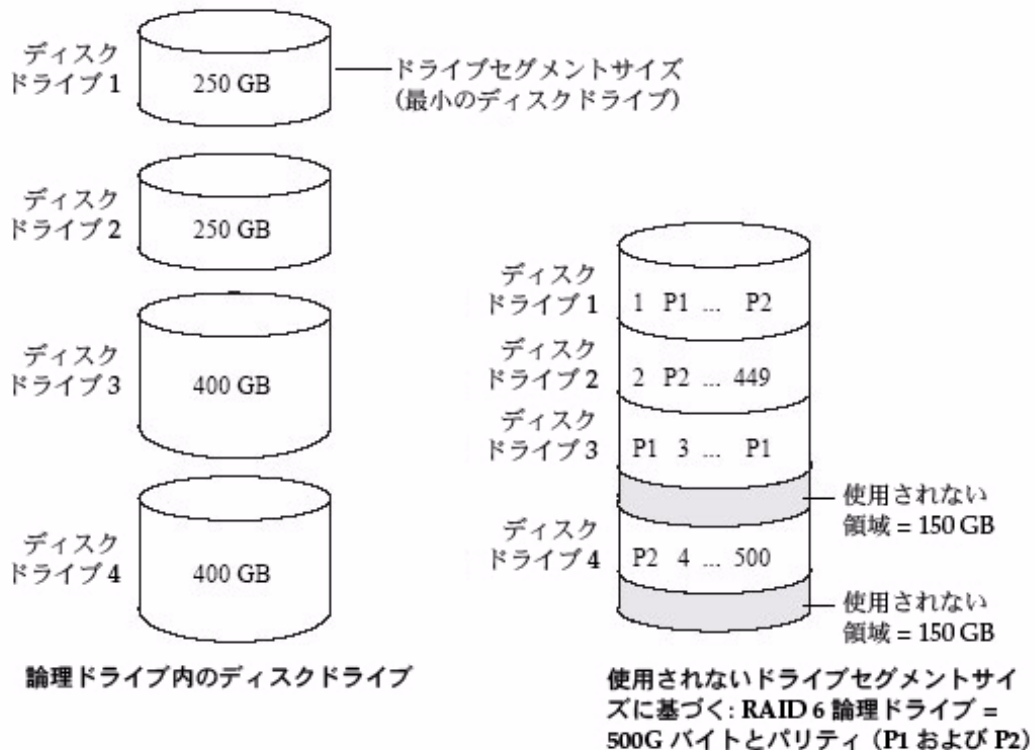 ディスク
ドライブ 1
250 GB
ドライブセグメントサイズ
(最小のディスクドライブ)
ディスク
ドライブ 2
250 GB
ディスク
ドライブ 3
400 GB
ディスク
ドライブ 4
400 GB
論理ドライブ内のディスクドライブ
ディスク
ドライブ 1
1 P1 ... P2
ディスク
ドライブ 2
2 P2 ... 449
ディスク
ドライブ 3
P1 3 ... P1
使用されない
領域 = 150 GB
ディスク
ドライブ 4
P2 4 ... 500
使用されない
領域 = 150 GB
使用されないドライブセグメントサイ
ズに基づく: RAID 6 論理ドライブ =
500G バイトとパリティ (P1 および P2)